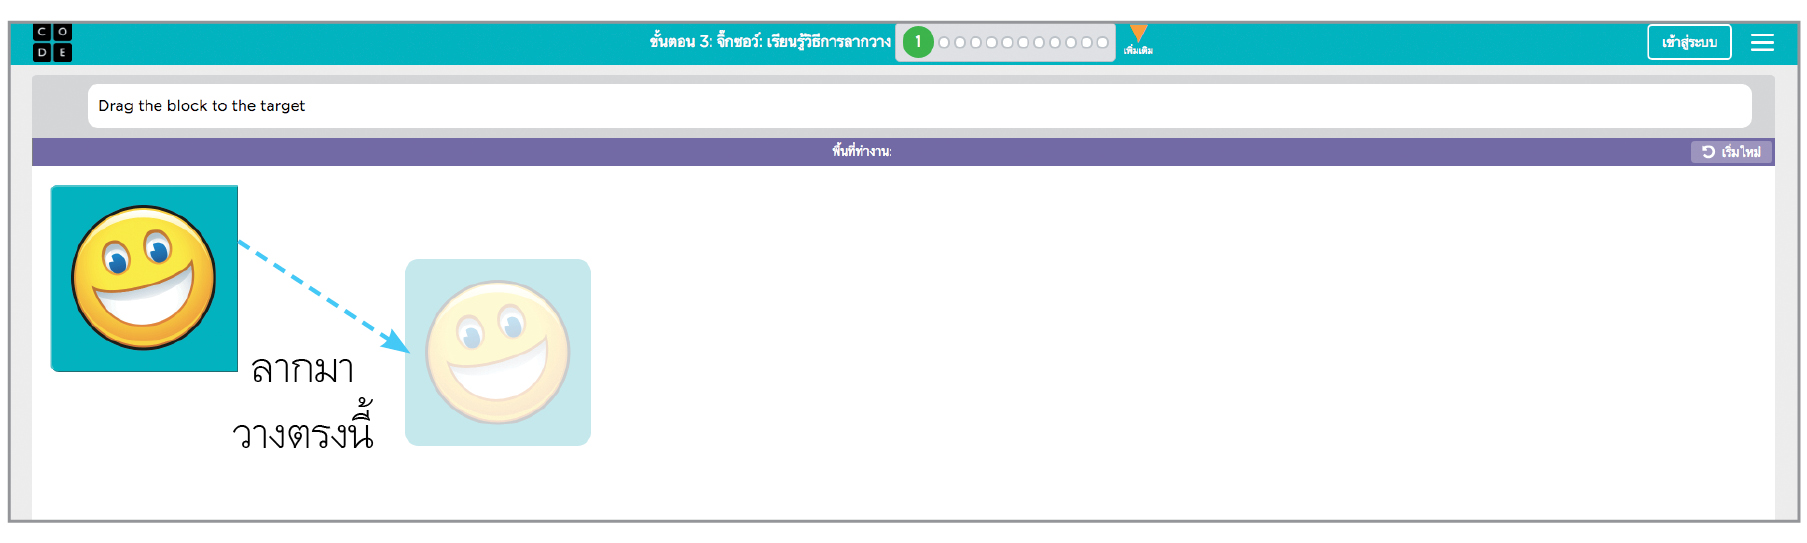 CO
DE
ขั้นตอน 3: จิ๊กซอว์: เรียนรู้วิธีการลากวาง
1
เพิ่มเติม
เข้าสู่ระบบ
Drag the block to the target
พื้นที่ทำงาน:
เริ่มใหม่
ลากมา
วางตรงนี้